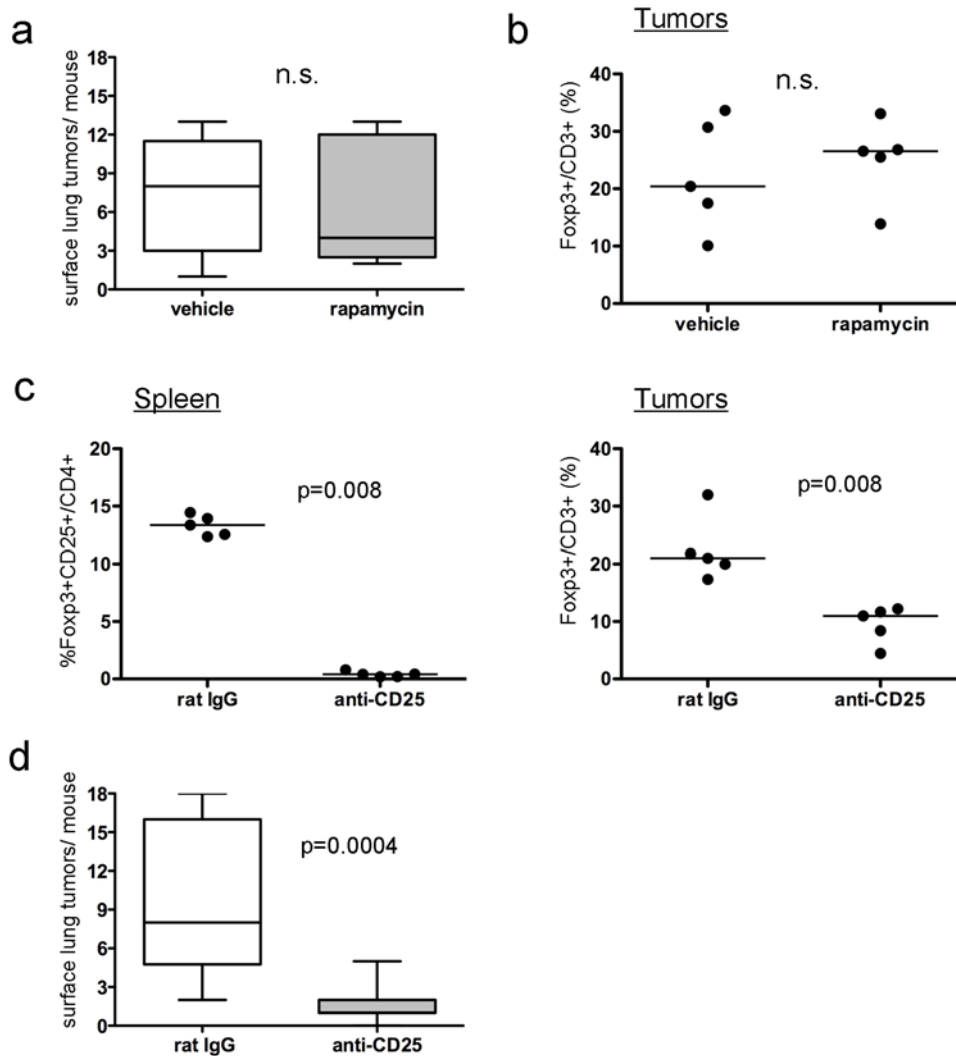 a
surface lung tumors/ mouse
18
15
12
9
6
3
0
n.s.
vehicle
rapamycin
b
Tumors
Foxp3+/CD3+ (%)
40
30
20
10
0
n.s.
vehicle
rapamycin
c
Spleen
%Foxp3+CD25+/CD4+
20
15
10
5
0
p=0.008
rat IgG
anti-CD25
Tumors
Foxp3+/CD3+ (%)
40
30
20
10
0
p=0.008
rat IgG
anti-CD25
d
surface lung tumors/ mouse
18
15
12
9
6
3
0
p=0.0004
rat IgG
anti-CD25